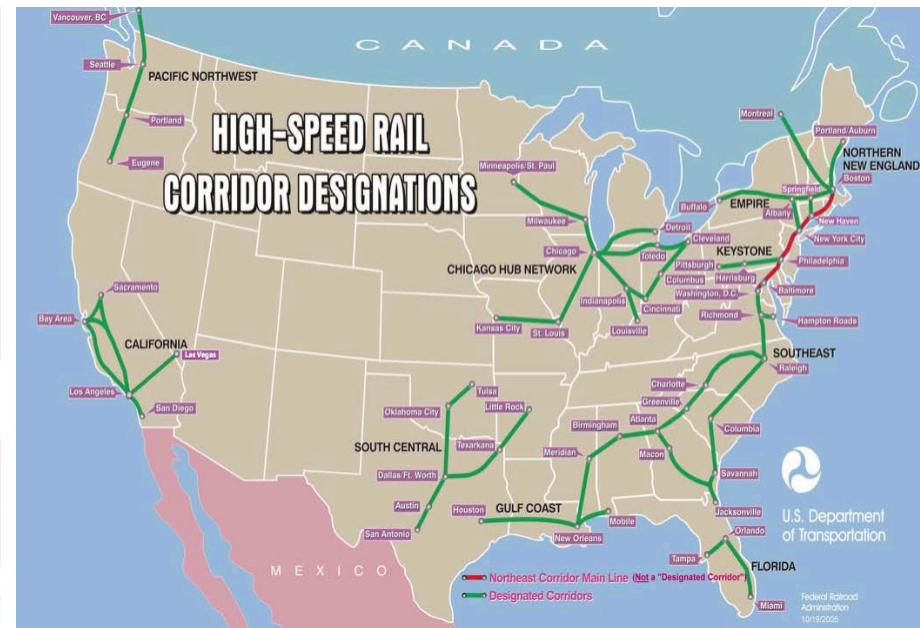 CANADA
Vancouver, BC
Seattle
PACIFIC NORTHWEST
Portland
Eugene
HIGH-SPEED RAIL
CORRIDOR DESIGNATIONS
Minneapolis/St. Paul
Milwaukee
Chicago
CHICAGO HUB NETWORK
Detroit
Toledo
Cleveland
Columbus
Indianapolis
Cincinnati
Louisville
Kansas City
St. Louis
Montreal
Portland/Auburn
NORTHERN
NEW ENGLAND
Boston
Springfield
EMPIRE
Buffalo
Albany
New Haven
New York City
KEYSTONE
Pittsburgh
Harrisburg
Philadelphia
Washington, D.C.
Baltimore
Richmond
Hampton Roads
SOUTHEAST
Raleigh
Charlotte
Greenville
Atlanta
Birmingham
Macon
Columbia
Savannah
Jacksonville
Meridian
Sacramento
Bay Area
CALIFORNIA
Las Vegas
Los Angeles
San Diego
Tulsa
Oklahoma City
Little Rock
SOUTH CENTRAL
Texarkana
Dallas/Ft. Worth
Austin
San Antonio
Houston
GULF COAST
Mobile
New Orleans
Orlando
Tampa
FLORIDA
Miami
MEXICO
U.S. Department
of Transportation
Northeast Corridor Main Line (Not a "Designated Corridor")
Designated Corridors
Federal Railroad
Administration
10/19/2005